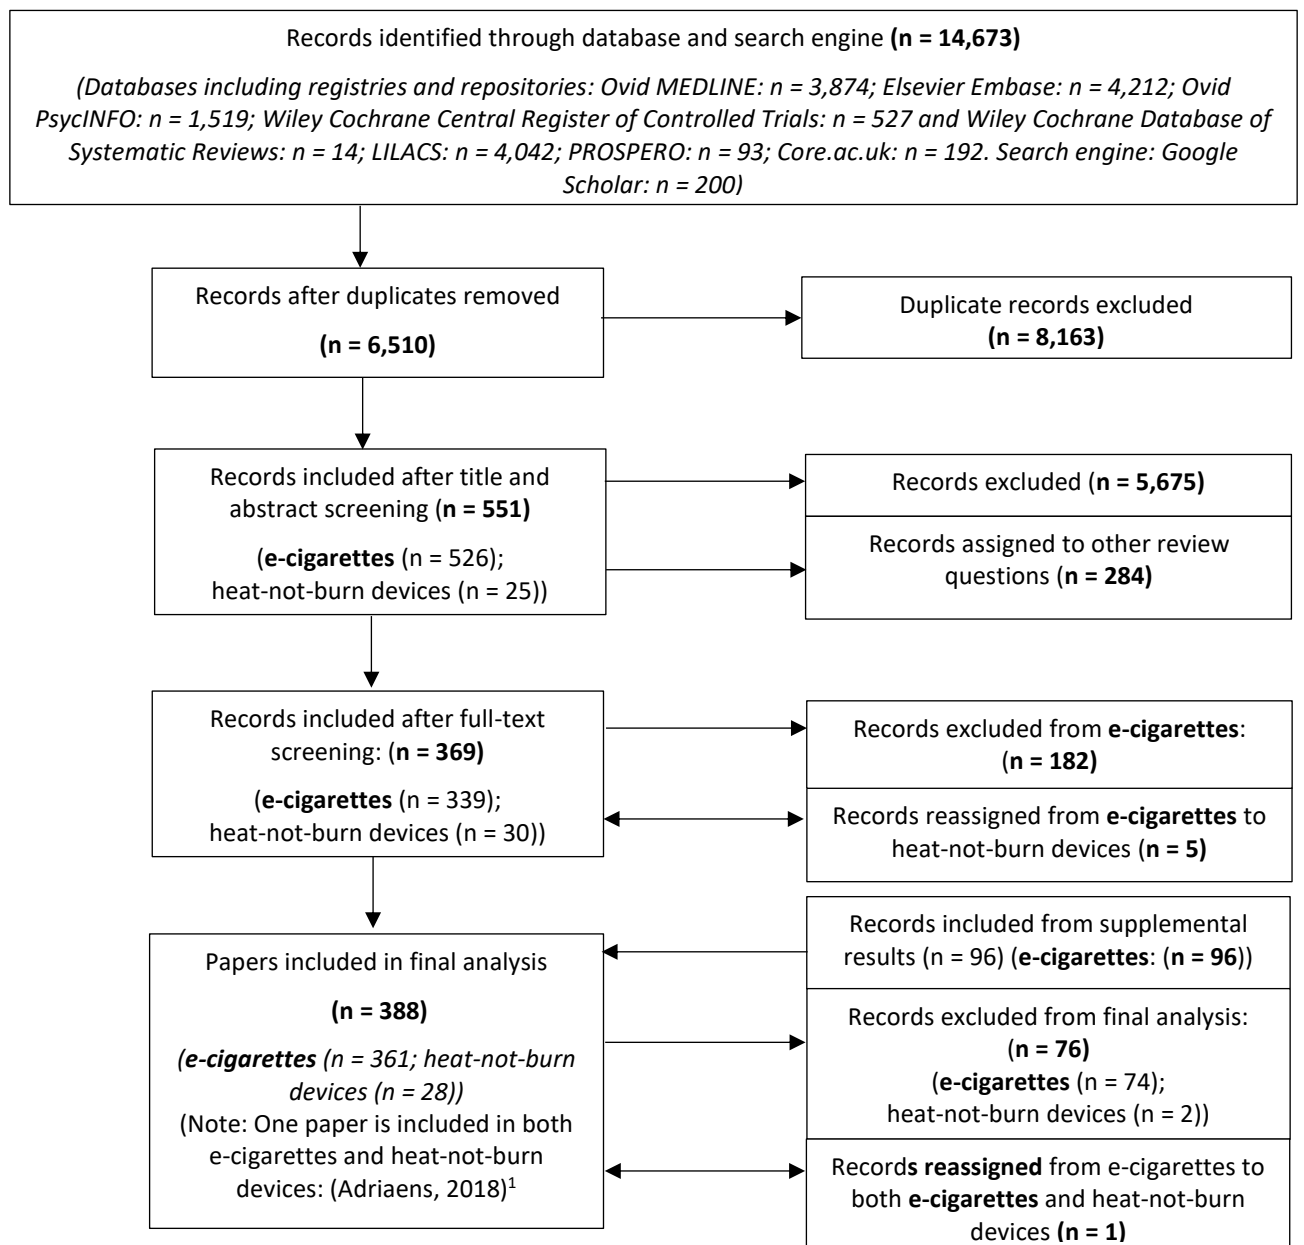 Records identified through database and search engine (n = 14,673)
(Databases including registries and repositories: Ovid MEDLINE: n = 3,874; Elsevier Embase: n = 4,212; Ovid
PsycINFO: n = 1,519; Wiley Cochrane Central Register of Controlled Trials: n = 527 and Wiley Cochrane Database of
Systematic Reviews: n = 14; LILACS: n = 4,042; PROSPERO: n = 93; Core.ac.uk: n = 192. Search engine: Google
Scholar: n = 200)
Records after duplicates removed
(n = 6,510)
Duplicate records excluded
(n = 8,163)
Records included after title and
abstract screening (n = 551)
(e-cigarettes (n = 526);
heat-not-burn devices (n = 25))
Records excluded (n = 5,675)
Records assigned to other review
questions (n = 284)
Records included after full-text
screening: (n = 369)
(e-cigarettes (n = 339);
heat-not-burn devices (n = 30))
Records excluded from e-cigarettes:
(n = 182)
Records reassigned from e-cigarettes to
heat-not-burn devices (n = 5)
Papers included in final analysis
(n = 388)
(e-cigarettes (n = 361; heat-not-burn
devices (n = 28))
(Note: One paper is included in both
e-cigarettes and heat-not-burn
devices: (Adriaens, 2018)1
Records included from supplemental
results (n = 96) (e-cigarettes: (n = 96))
Records excluded from final analysis:
(n = 76)
(e-cigarettes (n = 74);
heat-not-burn devices (n = 2))
Records reassigned from e-cigarettes to
both e-cigarettes and heat-not-burn
devices (n = 1)